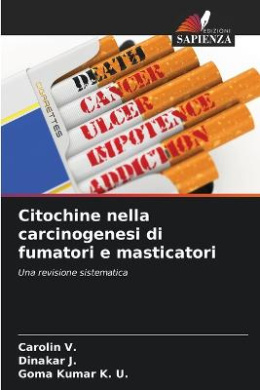 EDIZIONI
SAPIENZA
CIGARETTES
DEATH
CANCER
ULCER
IMPOTENCE
ADDICTION
Citochine nella
carcinogenesi di
fumatori e masticatori
Una revisione sistematica
Carolin V.
Dinakar J.
Goma Kumar K. U.